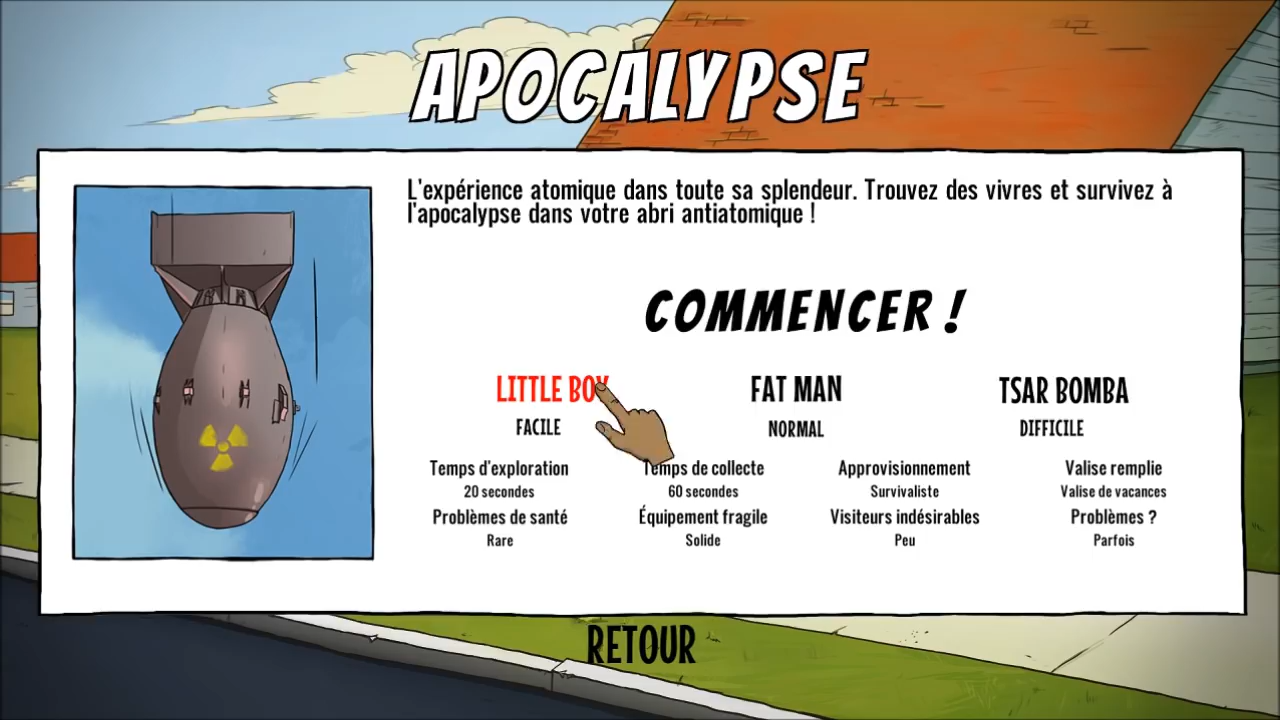 APOCALYPSE
L'expérience atomique dans toute sa splendeur. Trouvez des vivres et survivez à
l'apocalypse dans votre abri antiatomique !
COMMENCER !
LITTLE BOY FAT MAN TSAR BOMBA
FACILE NORMAL DIFFICILE
Temps d'exploration Temps de collecte Approvisionnement Valise remplie
20 secondes 60 secondes Survivaliste Valise de vacances
Problèmes de santé Équipement fragile Visiteurs indésirables Problèmes ?
Rare Solide Peu Parfois
RETOUR